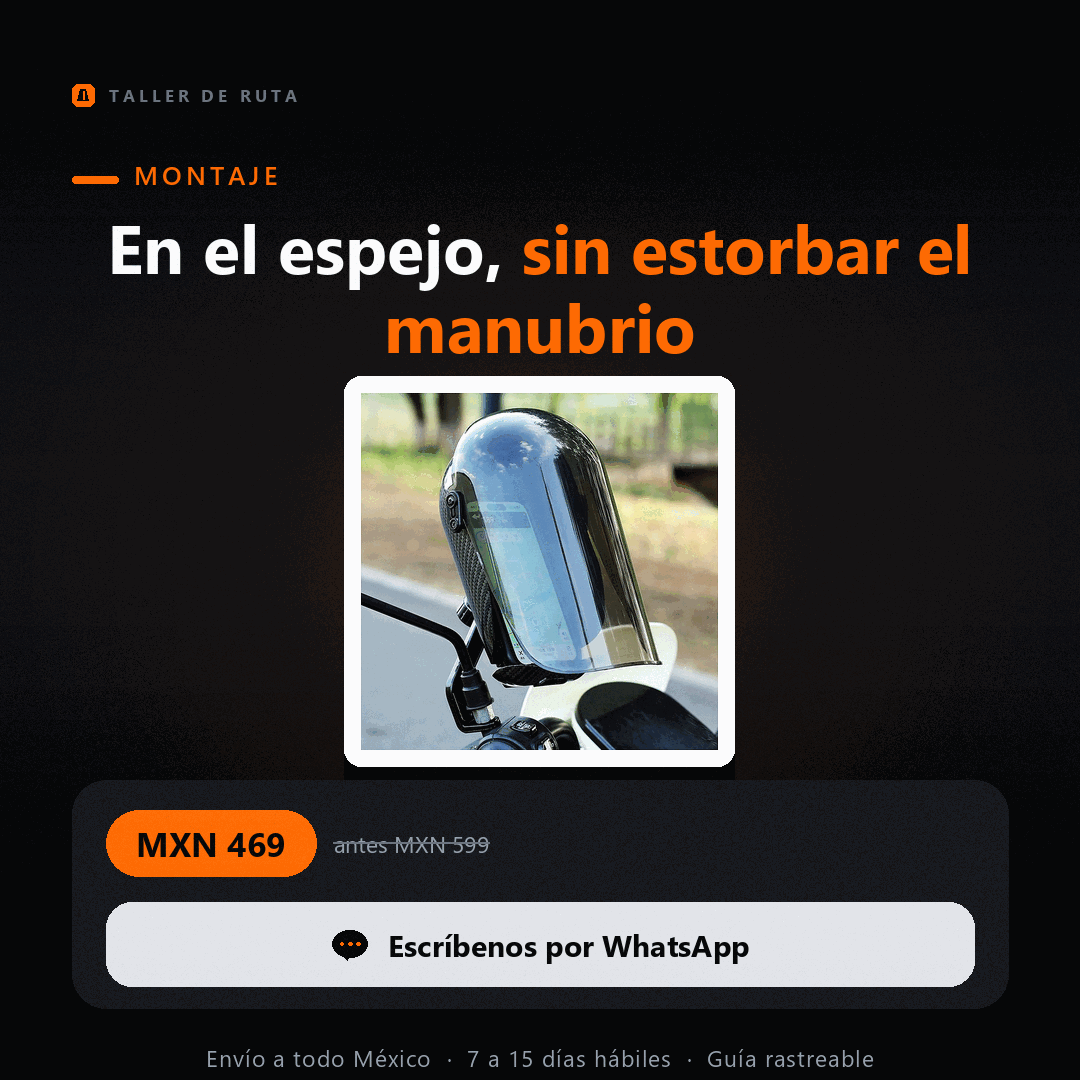 TALLER DE RUTA
MONTAJE
En el espejo, sin estorbar el
manubrio
MXN 469
antes MXN 599
Escríbenos por WhatsApp
Envío a todo México · 7 a 15 días hábiles · Guía rastreable